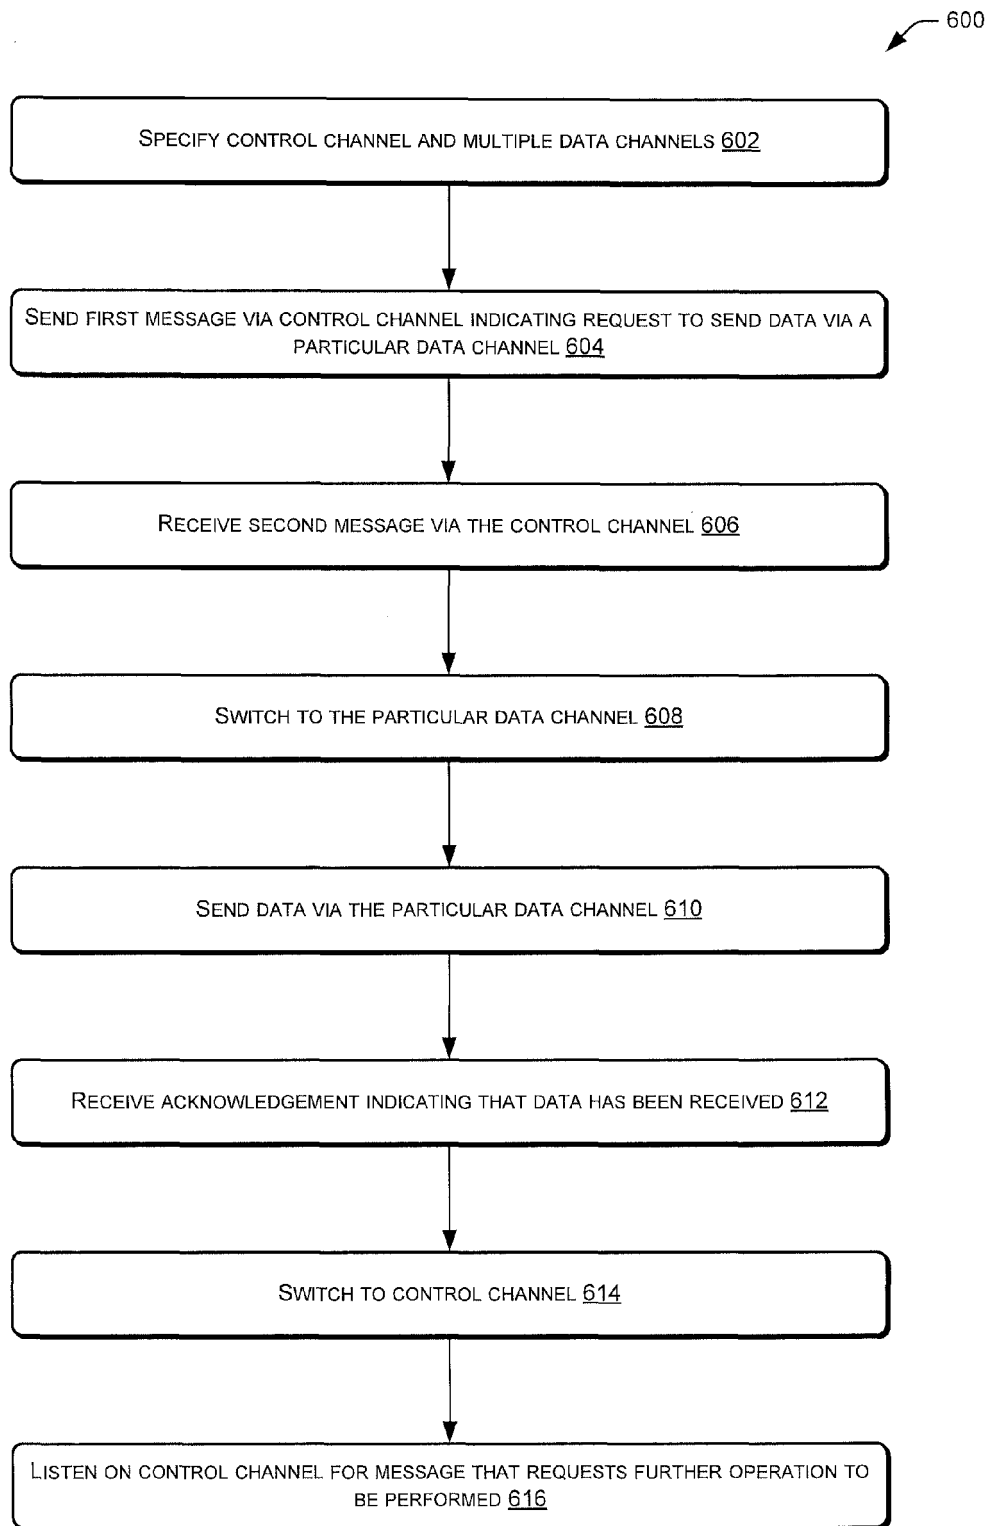 600
SPECIFY CONTROL CHANNEL AND MULTIPLE DATA CHANNELS 602
SEND FIRST MESSAGE VIA CONTROL CHANNEL INDICATING REQUEST TO SEND DATA VIA A
PARTICULAR DATA CHANNEL 604
RECEIVE SECOND MESSAGE VIA THE CONTROL CHANNEL 606
SWITCH TO THE PARTICULAR DATA CHANNEL 608
SEND DATA VIA THE PARTICULAR DATA CHANNEL 610
RECEIVE ACKNOWLEDGEMENT INDICATING THAT DATA HAS BEEN RECEIVED 612
SWITCH TO CONTROL CHANNEL 614
LISTEN ON CONTROL CHANNEL FOR MESSAGE THAT REQUESTS FURTHER OPERATION TO
BE PERFORMED 616